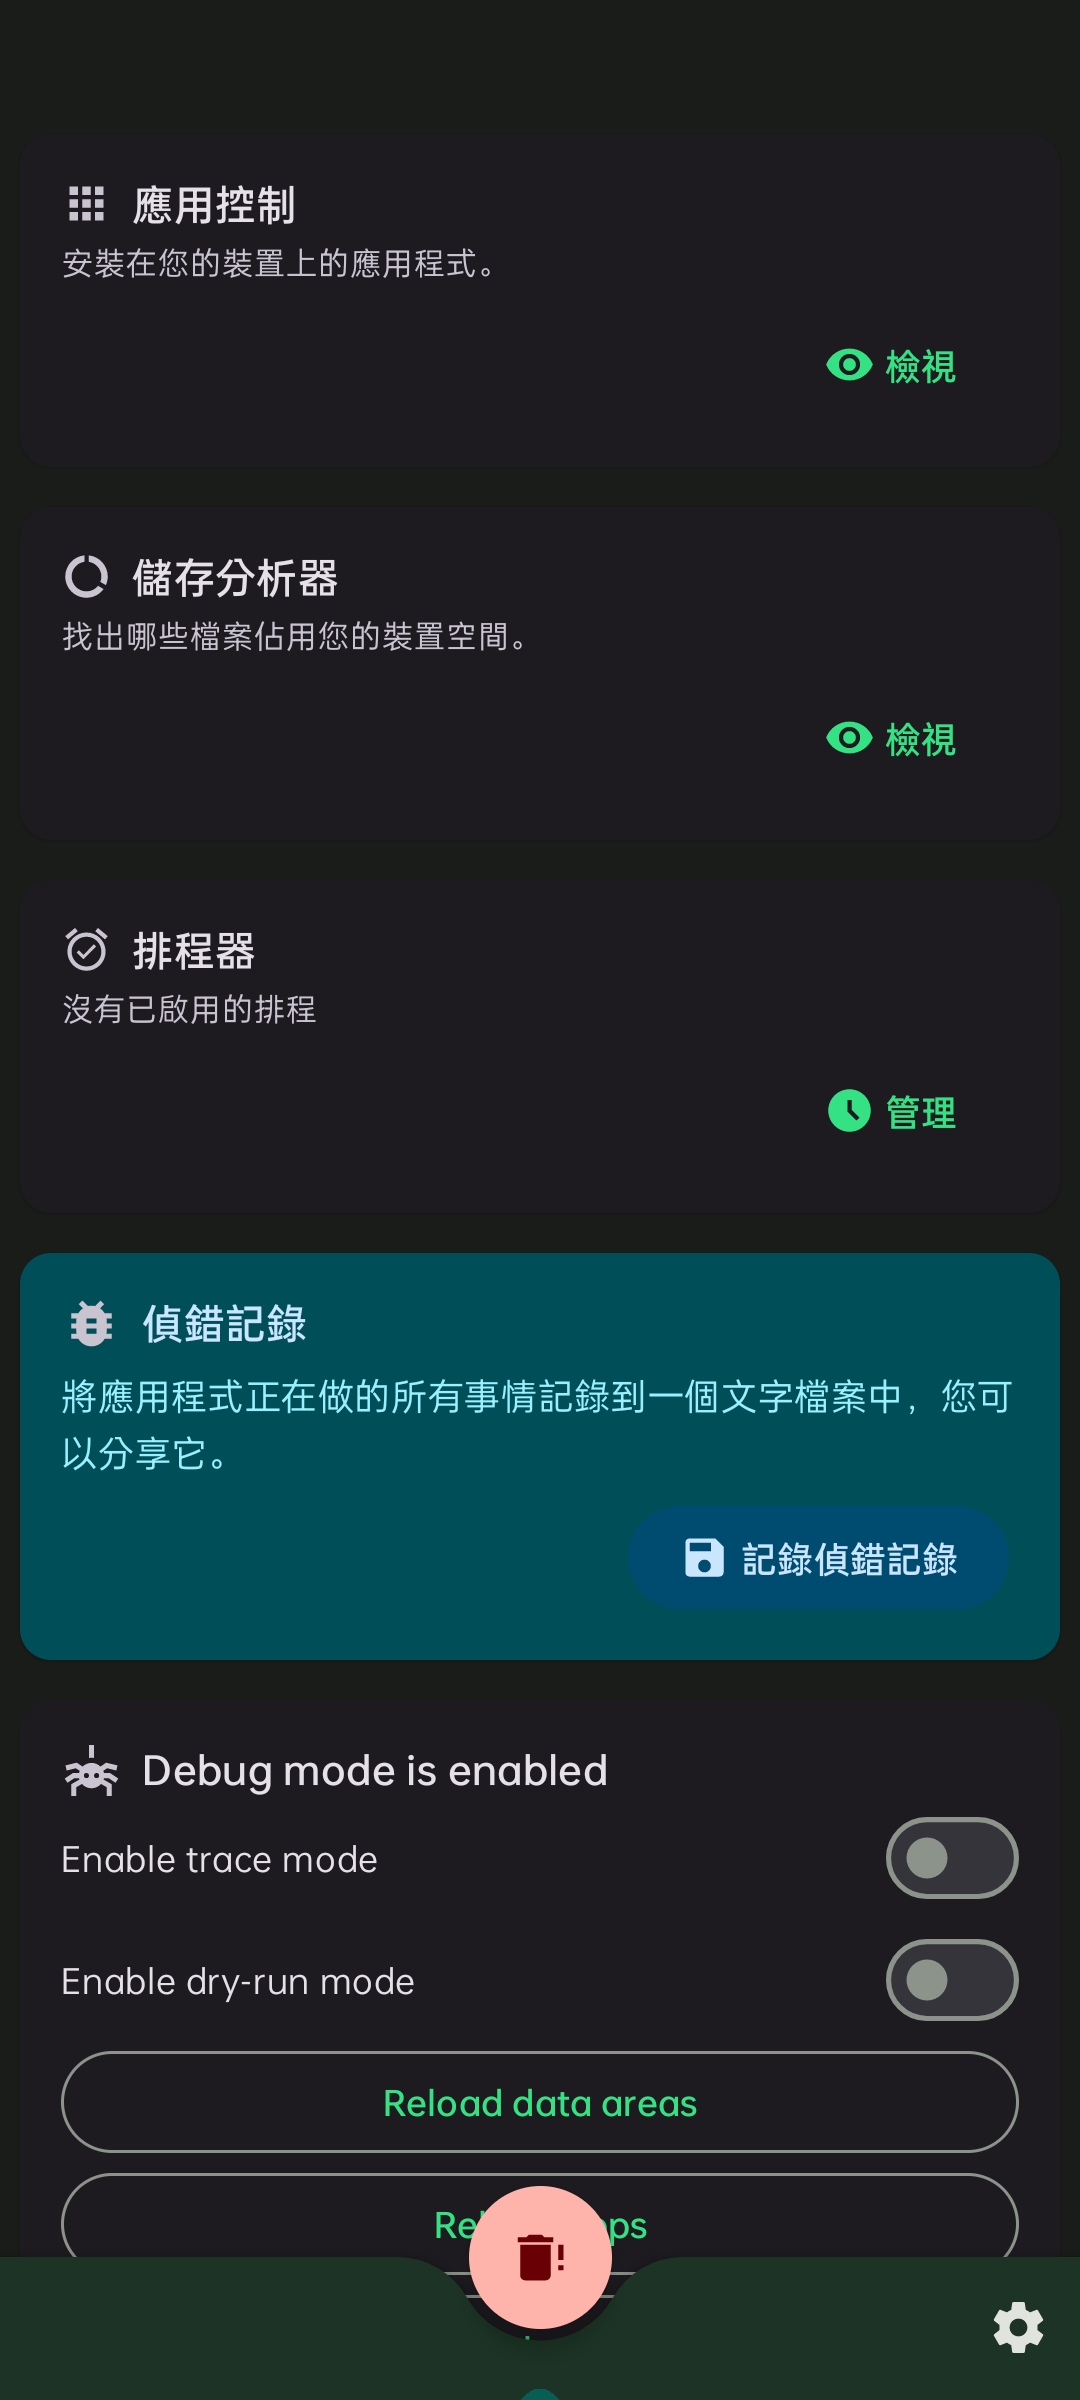 應用控制
安裝在您的裝置上的應用程式。
檢視
儲存分析器
找出哪些檔案佔用您的裝置空間。
檢視
排程器
沒有已啟用的排程
管理
偵錯記錄
將應用程式正在做的所有事情記錄到一個文字檔案中，您可
以分享它。
記錄偵錯記錄
Debug mode is enabled
Enable trace mode
Enable dry-run mode
Reload data areas